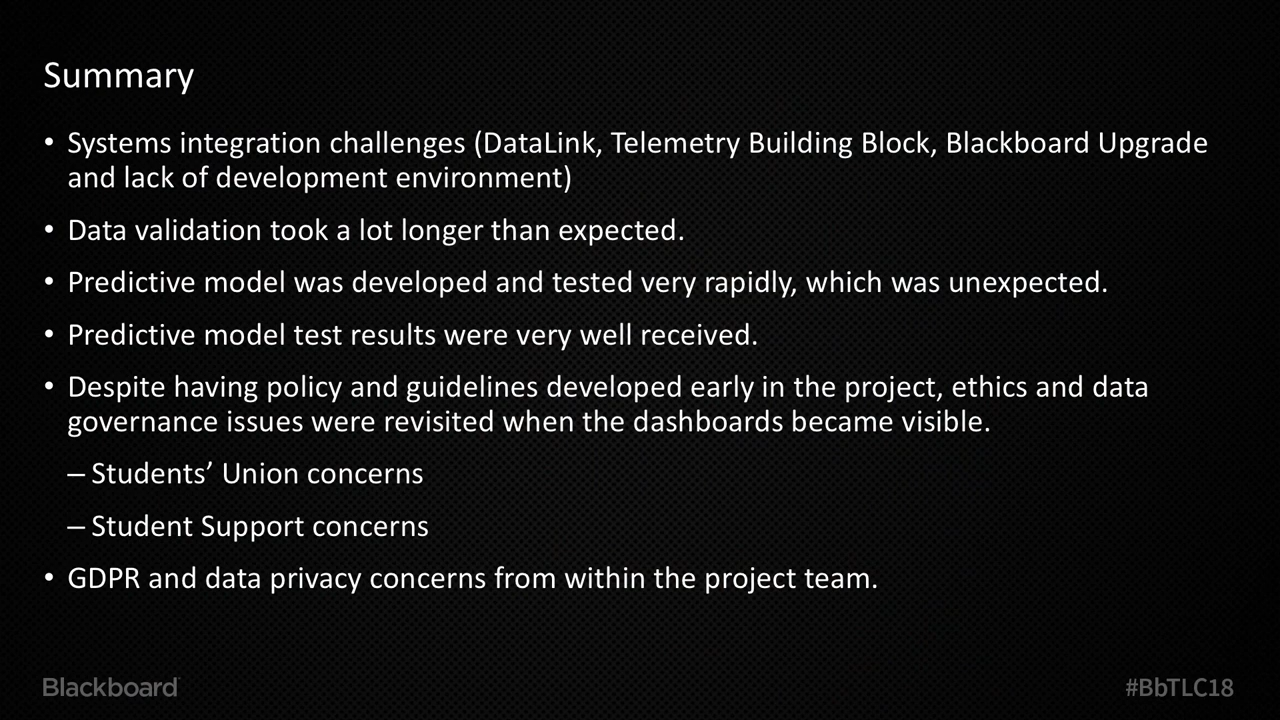 Summary
• Systems integration challenges (DataLink, Telemetry Building Block, Blackboard Upgrade
and lack of development environment)
• Data validation took a lot longer than expected.
• Predictive model was developed and tested very rapidly, which was unexpected.
• Predictive model test results were very well received.
• Despite having policy and guidelines developed early in the project, ethics and data
governance issues were revisited when the dashboards became visible.
– Students’ Union concerns
– Student Support concerns
• GDPR and data privacy concerns from within the project team.
Blackboard
#BbTLC18